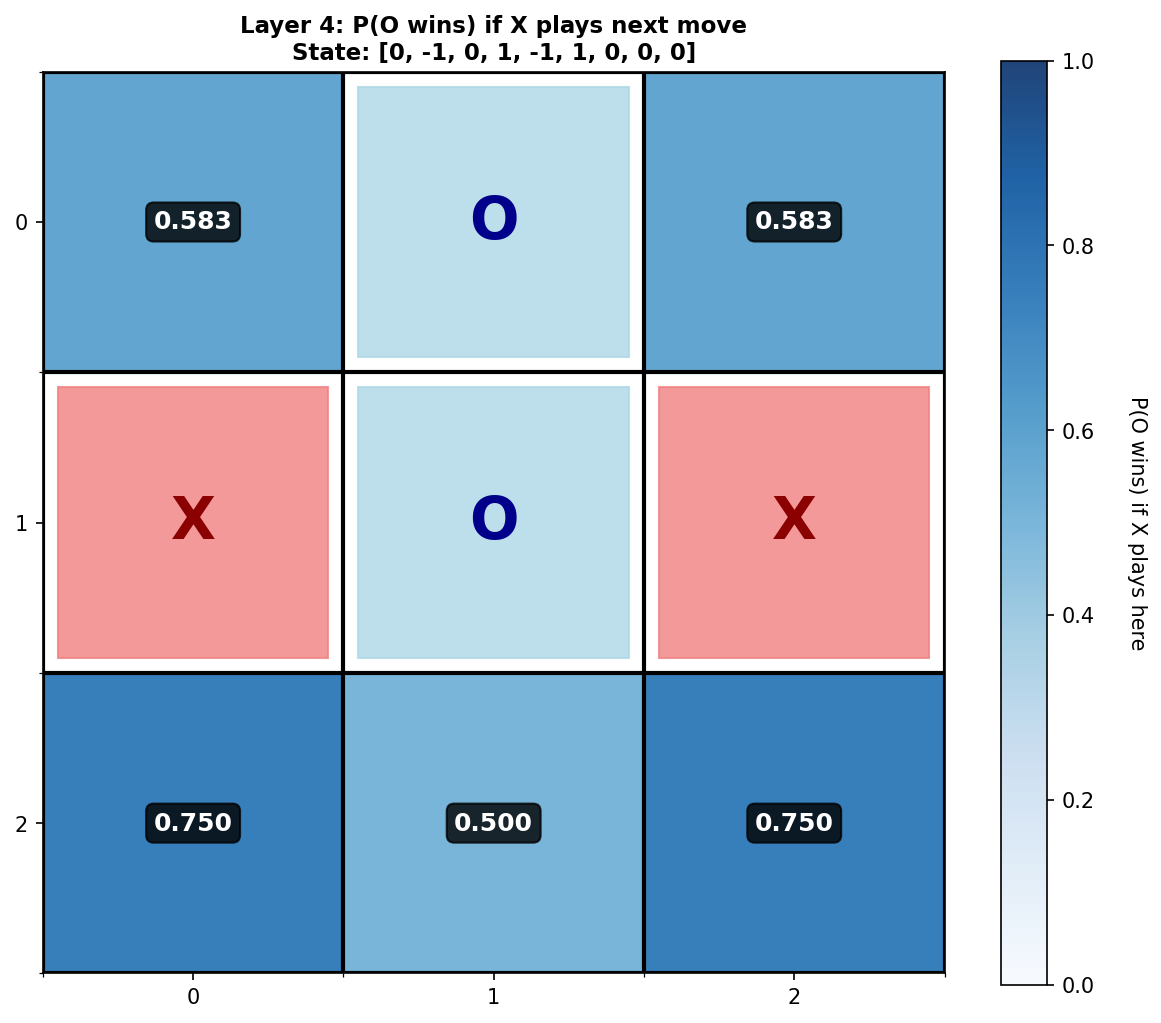 Layer 4: P(O wins) if X plays next move
State: [0, -1, 0, 1, -1, 1, 0, 0, 0]
0
0.583
O
0.583
1
X
O
X
2
0.750
0.500
0.750
0
1
2
1.0
0.8
0.6
0.4
0.2
0.0
P(O wins) if X plays here